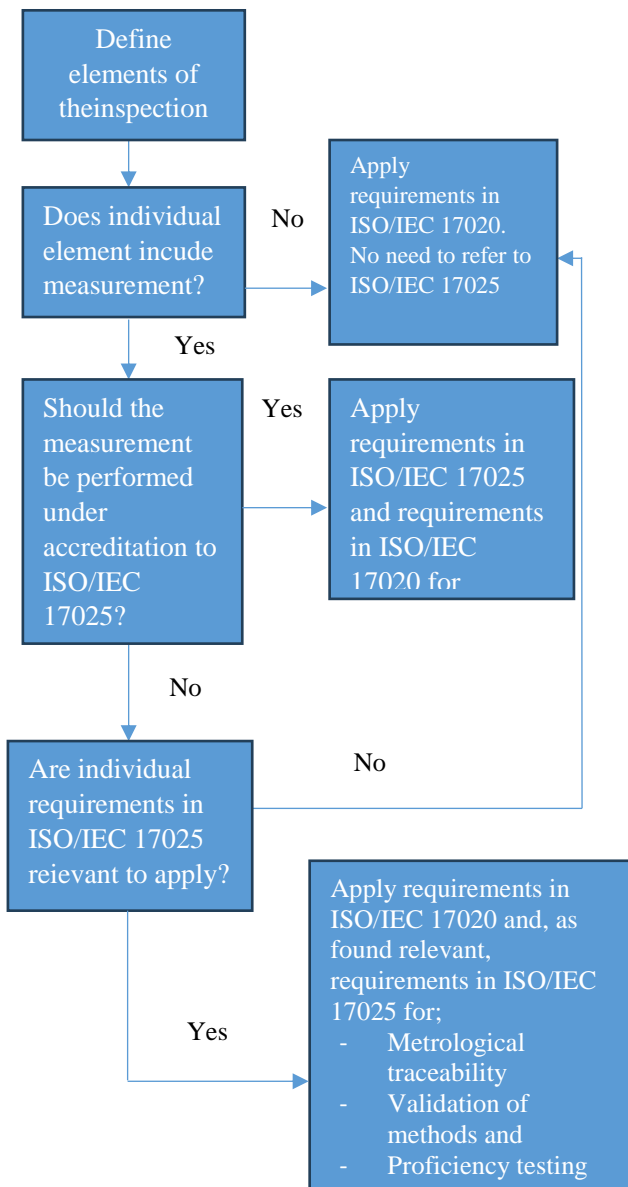 Define
elements of
theinspection
Does individual
element incude
measurement?
No
Apply
requirements in
ISO/IEC 17020.
No need to refer to
ISO/IEC 17025
Yes
Should the
measurement
be performed
under
accreditation to
ISO/IEC
17025?
Yes
Apply
requirements in
ISO/IEC 17025
and requirements
in ISO/IEC
17020 for
No
Are individual
requirements in
ISO/IEC 17025
reievant to apply?
No
Yes
Apply requirements in
ISO/IEC 17020 and, as
found relevant,
requirements in ISO/IEC
17025 for;
- Metrological
traceability
- Validation of
methods and
- Proficiency testing